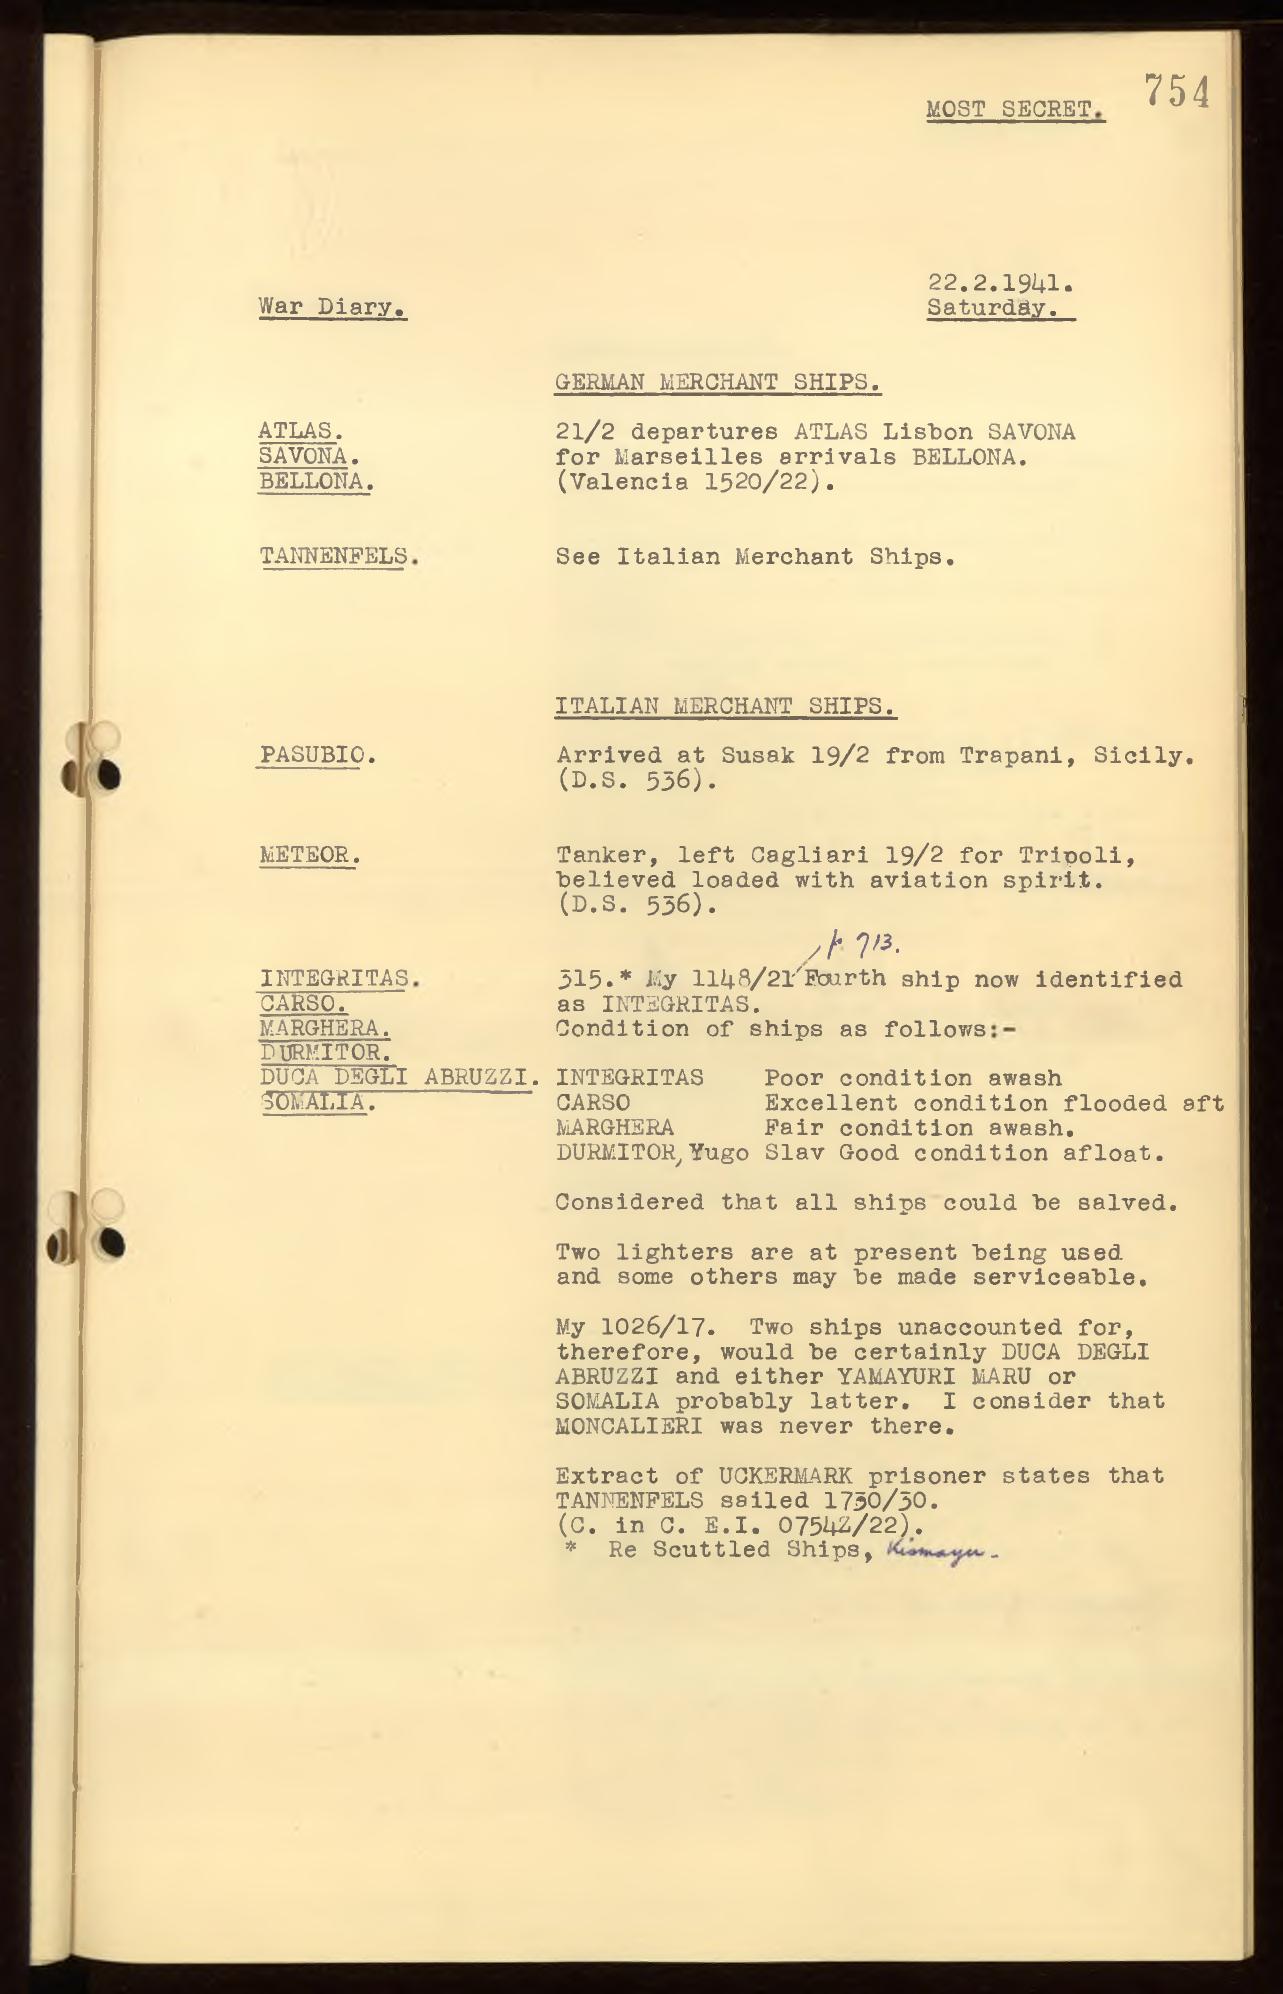 754
MOST SECRET.
22.2.1941.
War Diary.
Saturday.
GERMAN MERCHANT SHIPS.
ATLAS. 21/2 departures ATLAS Lisbon SAVONA
SAVONA. for Marseilles arrivals BELLONA.
BELLONA. (Valencia 1520/22).
TANNENFELS. See Italian Merchant Ships.
ITALIAN MERCHANT SHIPS.
PASUBIO. Arrived at Susak 19/2 from Trapani, Sicily.
(D.S. 536).
METEOR. Tanker, left Cagliari 19/2 for Tripoli,
believed loaded with aviation spirit.
(D.S. 536).
p. 713.
INTEGRITAS. 315.* My 1148/21 Fourth ship now identified
CARSO. as INTEGRITAS.
MARGHERA. Condition of ships as follows:-
DURMITOR.
DUCA DEGLI ABRUZZI. INTEGRITAS Poor condition awash
SOMALIA. CARSO Excellent condition flooded aft
MARGHERA Fair condition awash.
DURMITOR, Yugo Slav Good condition afloat.
Considered that all ships could be salved.
Two lighters are at present being used
and some others may be made serviceable.
My 1026/17. Two ships unaccounted for,
therefore, would be certainly DUCA DEGLI
ABRUZZI and either YAMAYURI MARU or
SOMALIA probably latter. I consider that
MONCALIERI was never there.
Extract of UCKERMARK prisoner states that
TANNENFELS sailed 1730/30.
(C. in C. E.I. 0754Z/22).
* Re Scuttled Ships, Kismayu.